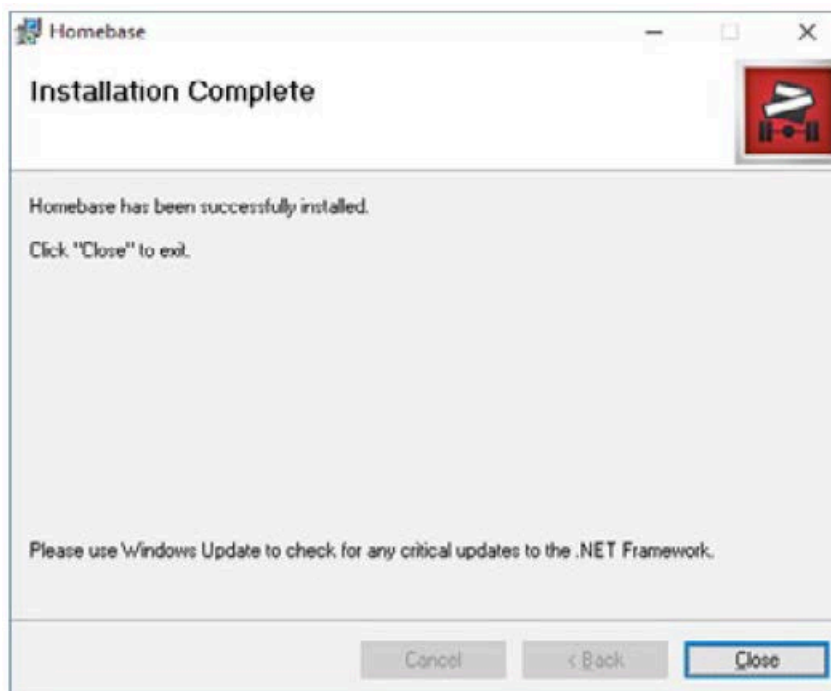 Homebase
Installation Complete
Homebase has been successfully installed.
Click "Close" to exit.
Please use Windows Update to check for any critical updates to the .NET Framework.
Cancel
< Back
Close